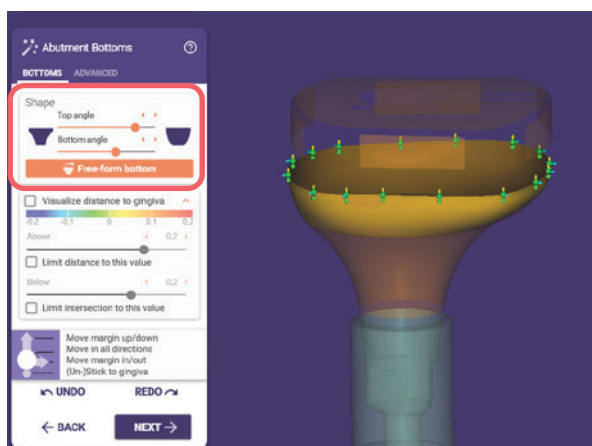 Abutment Bottoms
BOTTOMS ADVANCED
Shape
Top angle
Bottom angle
Free-form bottom
Visualize distance to gingiva
-0.2 -0.1 0 0.1 0.2
Above 0,2
Limit distance to this value
Below 0,2
Limit intersection to this value
Move margin up/down
Move in all directions
Move margin in/out
(Un-)Stick to gingiva
UNDO REDO
BACK NEXT